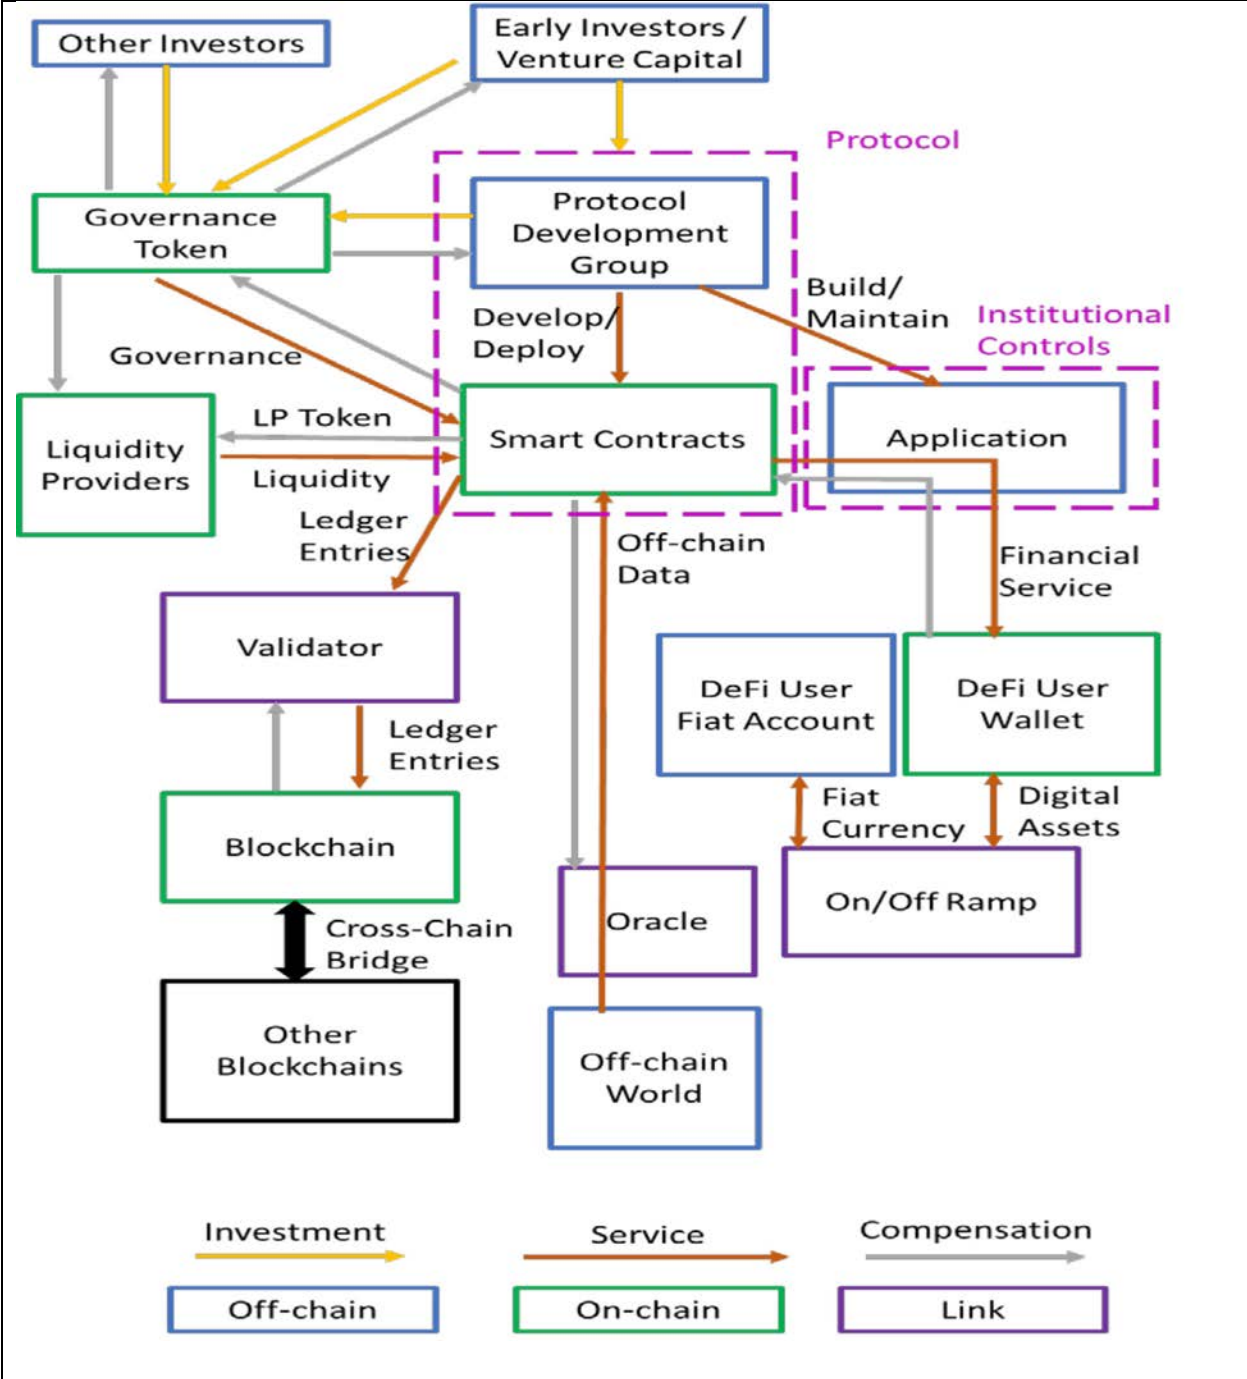 Other Investors
Early Investors /
Venture Capital
Protocol
Governance
Token
Protocol
Development
Group
Build/
Maintain
Institutional
Controls
Develop/
Deploy
Governance
Liquidity
Providers
LP Token
Liquidity
Smart Contracts
Application
Ledger
Entries
Off-chain
Data
Financial
Service
Validator
DeFi User
Fiat Account
DeFi User
Wallet
Ledger
Entries
Fiat
Currency
Digital
Assets
Blockchain
Cross-Chain
Bridge
Oracle
On/Off Ramp
Other
Blockchains
Off-chain
World
Investment
Service
Compensation
Off-chain
On-chain
Link